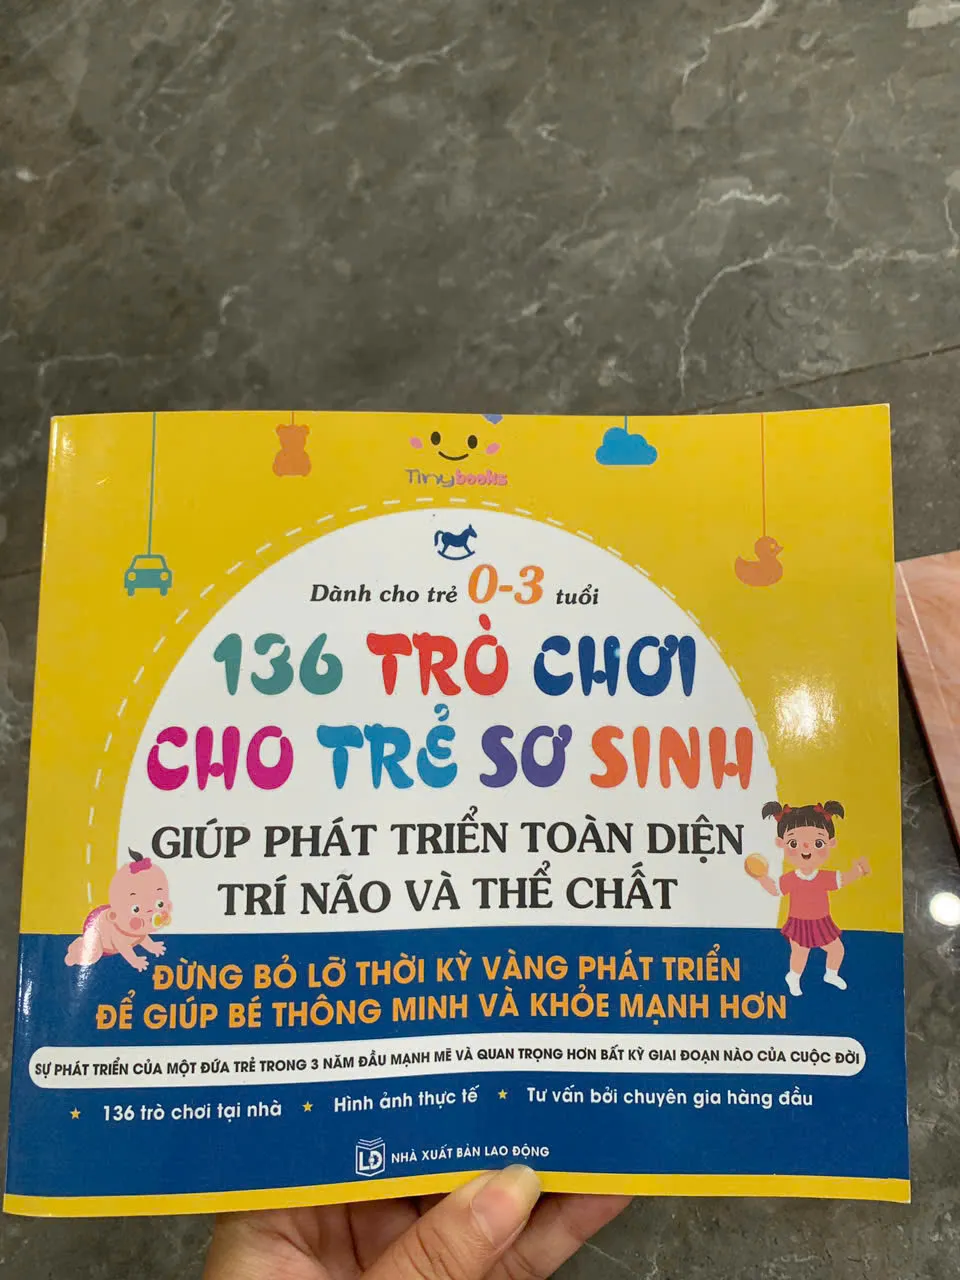 Tinybooks
Dành cho trẻ 0-3 tuổi
136 TRÒ CHƠI
CHO TRẺ SƠ SINH
GIÚP PHÁT TRIỂN TOÀN DIỆN
TRÍ NÃO VÀ THỂ CHẤT
ĐỪNG BỎ LỠ THỜI KỲ VÀNG PHÁT TRIỂN
ĐỂ GIÚP BÉ THÔNG MINH VÀ KHỎE MẠNH HƠN
SỰ PHÁT TRIỂN CỦA MỘT ĐỨA TRẺ TRONG 3 NĂM ĐẦU MẠNH MẼ VÀ QUAN TRỌNG HƠN BẤT KỲ GIAI ĐOẠN NÀO CỦA CUỘC ĐỜI
★ 136 trò chơi tại nhà ★ Hình ảnh thực tế ★ Tư vấn bởi chuyên gia hàng đầu
LĐ NHÀ XUẤT BẢN LAO ĐỘNG